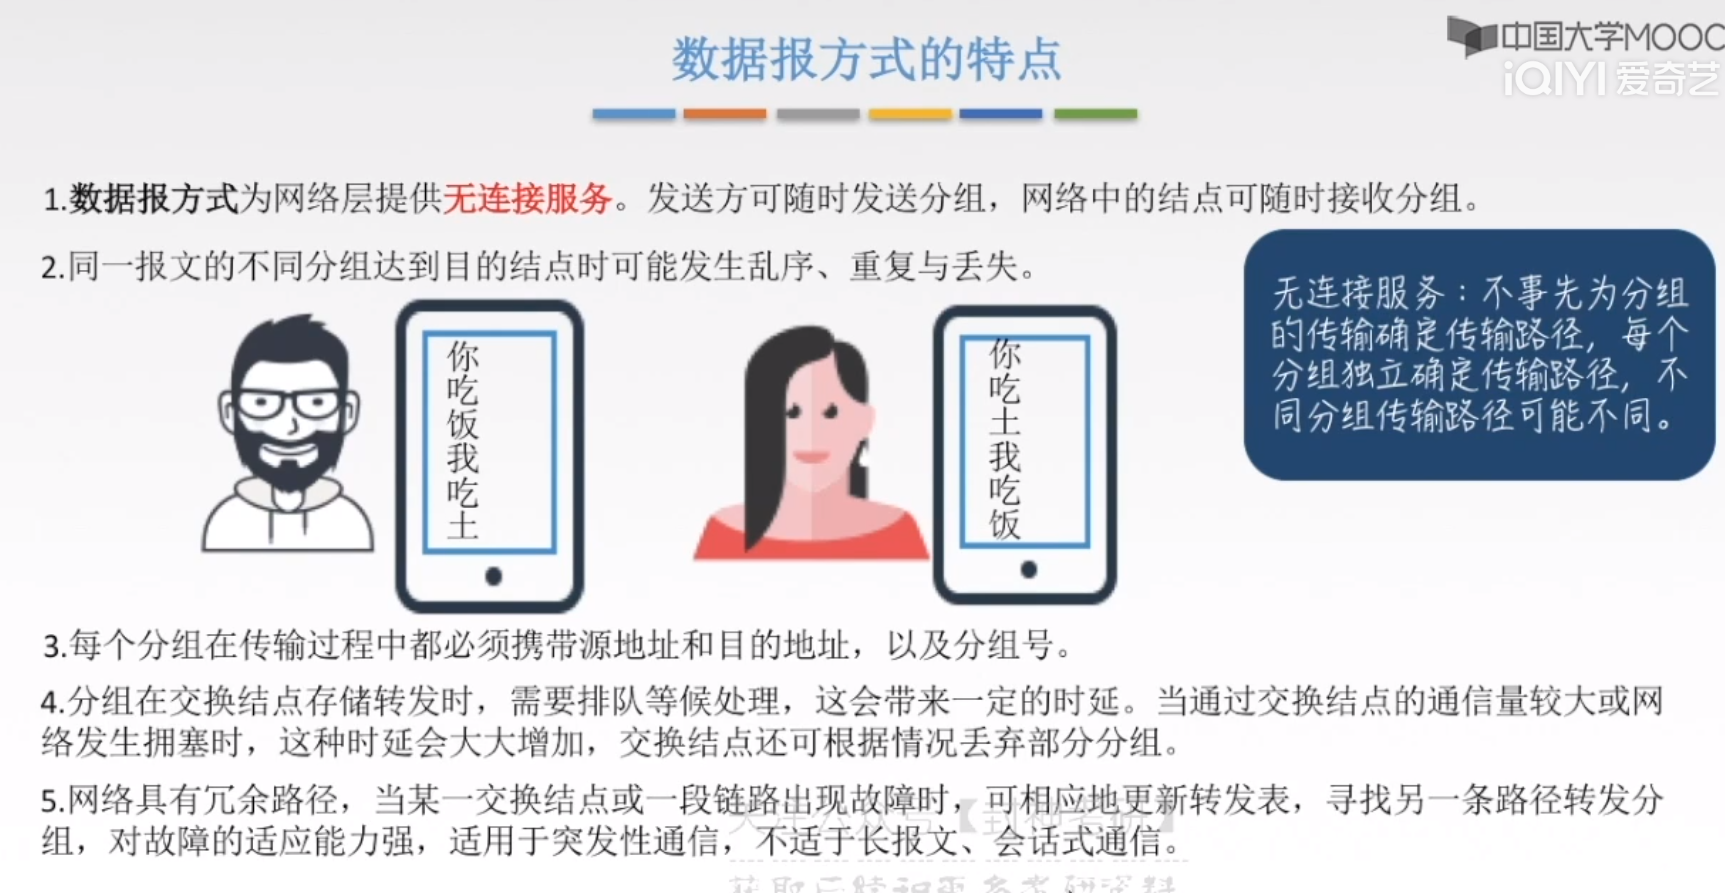 中国大学MOOC
iQIYI 爱奇艺
数据报方式的特点
1.数据报方式为网络层提供无连接服务。发送方可随时发送分组，网络中的结点可随时接收分组。
2.同一报文的不同分组达到目的结点时可能发生乱序、重复与丢失。
无连接服务：不事先为分组
的传输确定传输路径，每个
分组独立确定传输路径，不
同分组传输路径可能不同。
你
吃
饭
我
吃
土
你
吃
土
我
吃
饭
3.每个分组在传输过程中都必须携带源地址和目的地址，以及分组号。
4.分组在交换结点存储转发时，需要排队等候处理，这会带来一定的时延。当通过交换结点的通信量较大或网
络发生拥塞时，这种时延会大大增加，交换结点还可根据情况丢弃部分分组。
5.网络具有冗余路径，当某一交换结点或一段链路出现故障时，可相应地更新转发表，寻找另一条路径转发分
组，对故障的适应能力强，适用于突发性通信，不适于长报文、会话式通信。
关注公众号【封神考研】